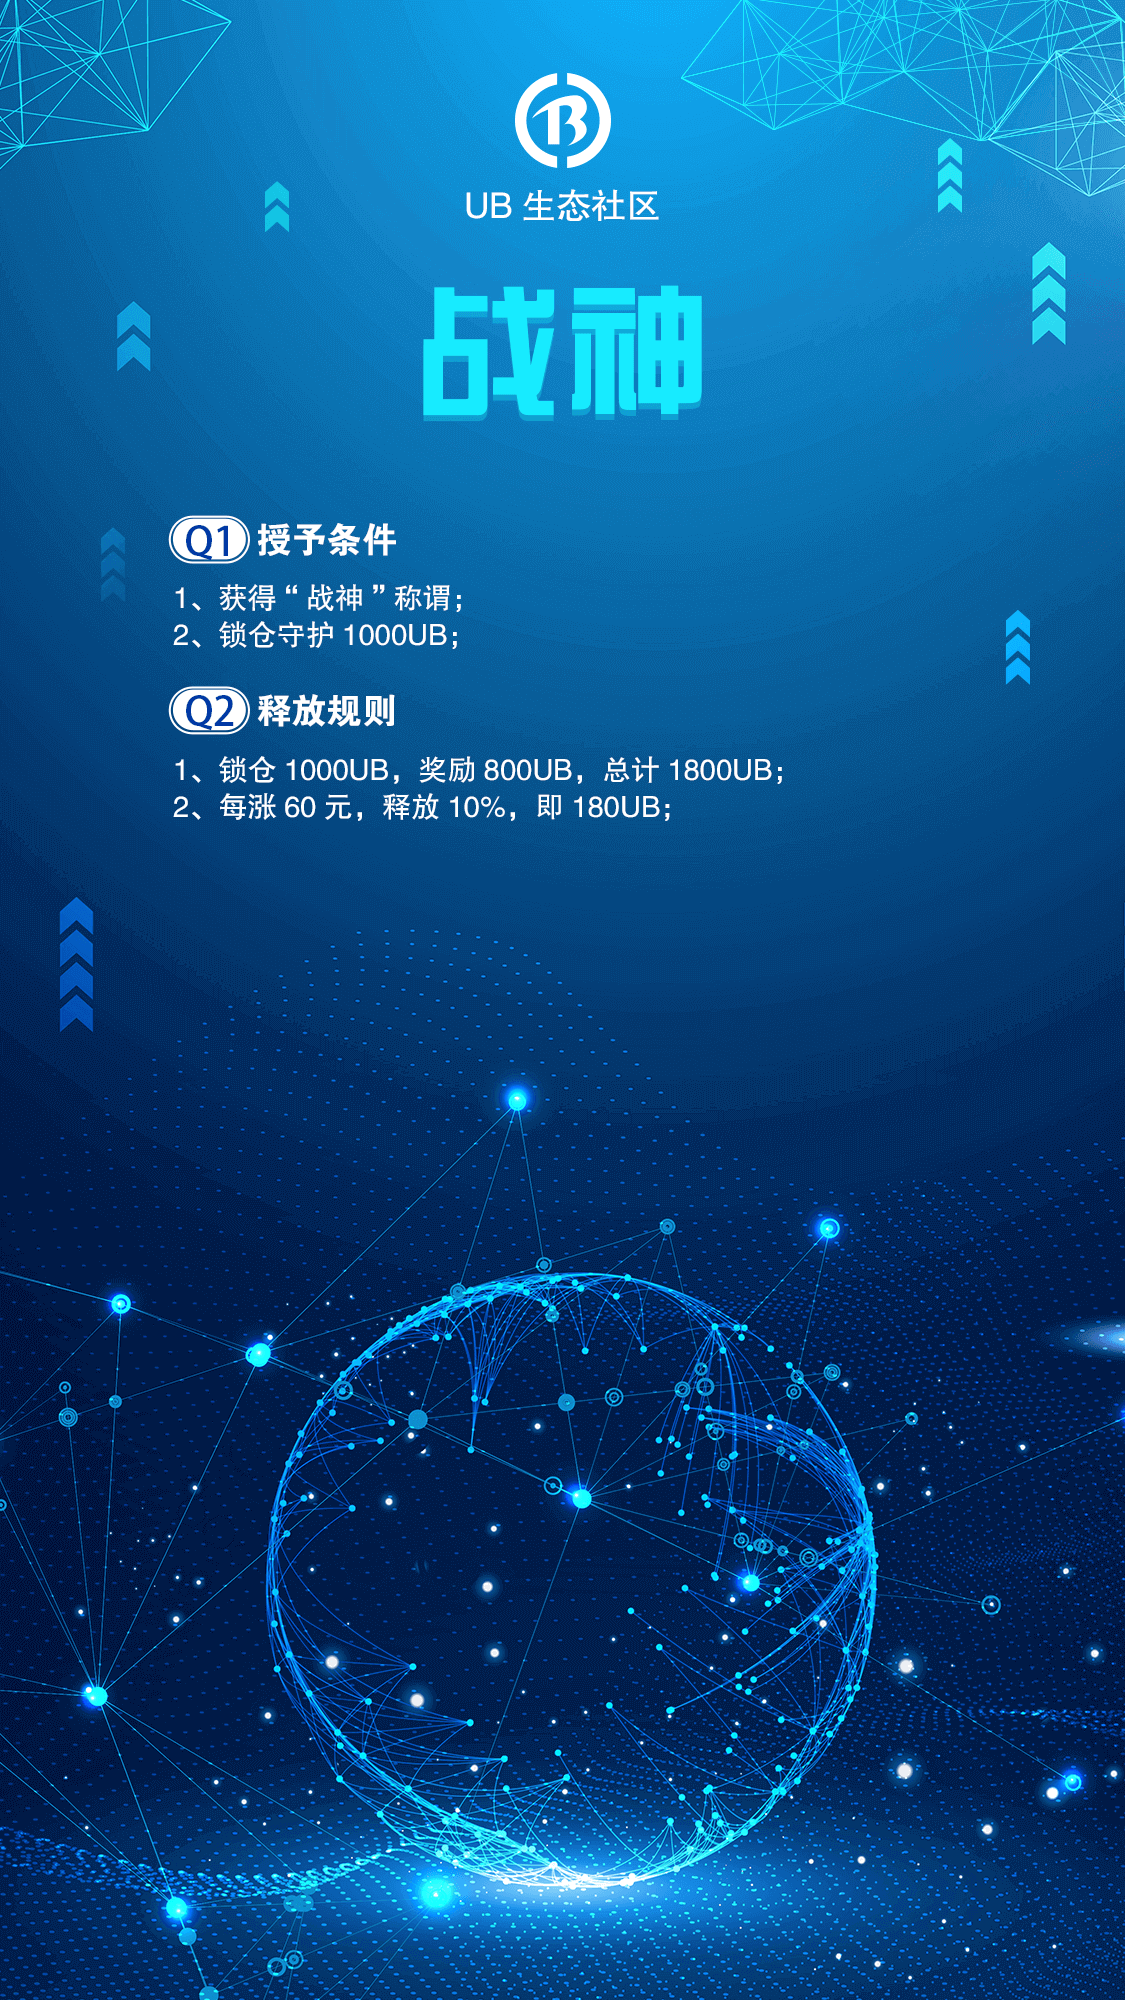 UB 生态社区
战神
Q1 授予条件
1、获得“战神”称谓；
2、锁仓守护 1000UB；
Q2 释放规则
1、锁仓 1000UB，奖励 800UB，总计 1800UB；
2、每涨 60 元，释放 10%，即 180UB；